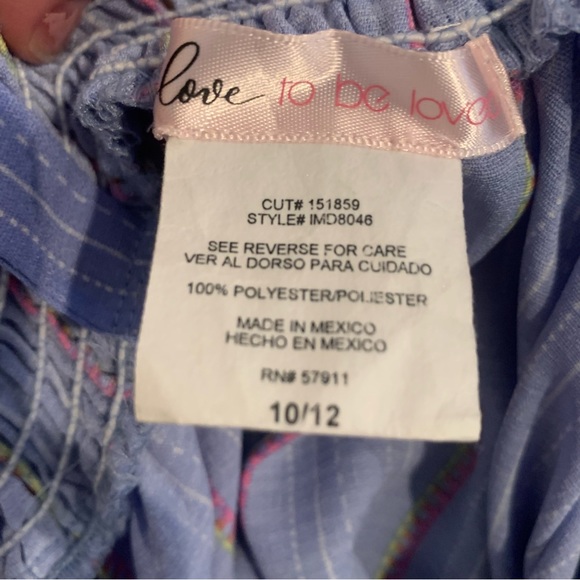 love to be love
CUT# 151859
STYLE# IMD8046
SEE REVERSE FOR CARE
VER AL DORSO PARA CUIDADO
100% POLYESTER/POLIESTER
MADE IN MEXICO
HECHO EN MEXICO
RN# 57911
10/12